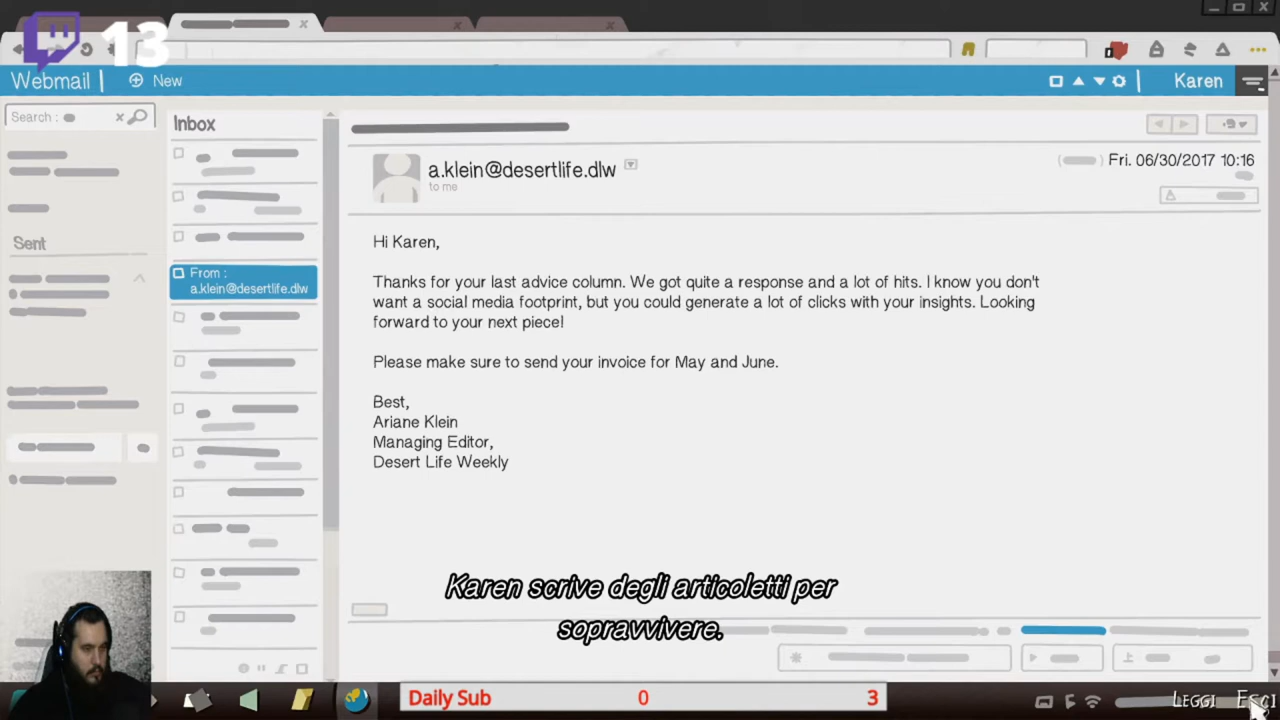 13
Webmail
New
Karen
Search :
Inbox
a.klein@desertlife.dlw
Fri. 06/30/2017 10:16
to me
Hi Karen,
Sent
From :
a.klein@desertlife.dlw
Thanks for your last advice column. We got quite a response and a lot of hits. I know you don't
want a social media footprint, but you could generate a lot of clicks with your insights. Looking
forward to your next piece!
Please make sure to send your invoice for May and June.
Best,
Ariane Klein
Managing Editor,
Desert Life Weekly
Karen scrive degli articoletti per
sopravvivere.
Daily Sub 0 3
Leggi Esci